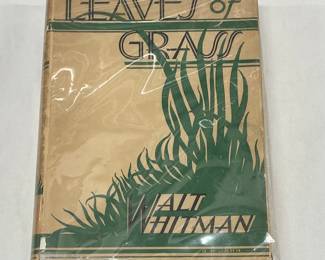 LEAVES of
GRASS
WALT
WHITMAN